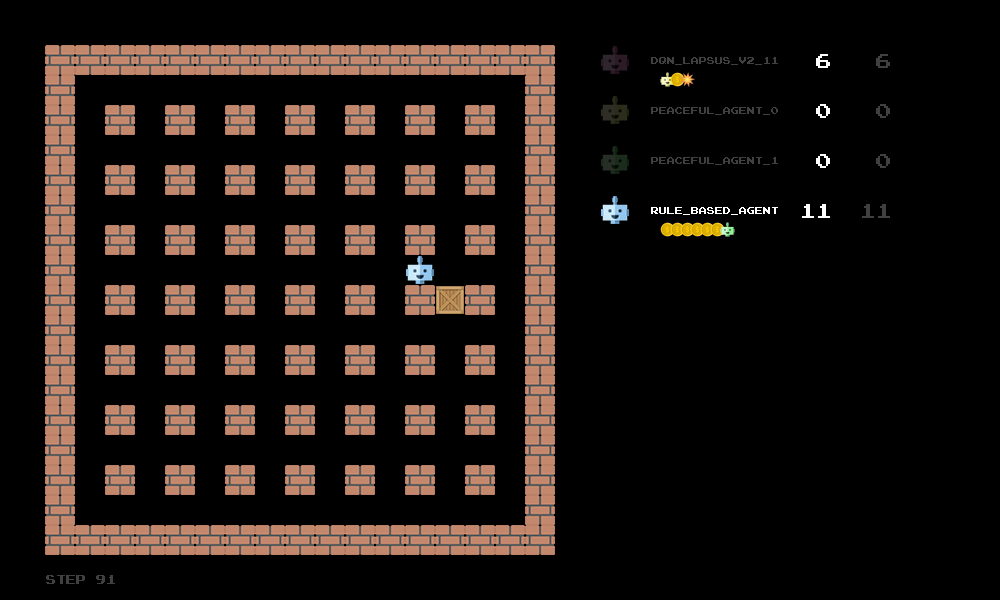 DQN_LAPSUS_V2_11 6 6
PEACEFUL_AGENT_0 0 0
PEACEFUL_AGENT_1 0 0
RULE_BASED_AGENT 11 11
STEP 91